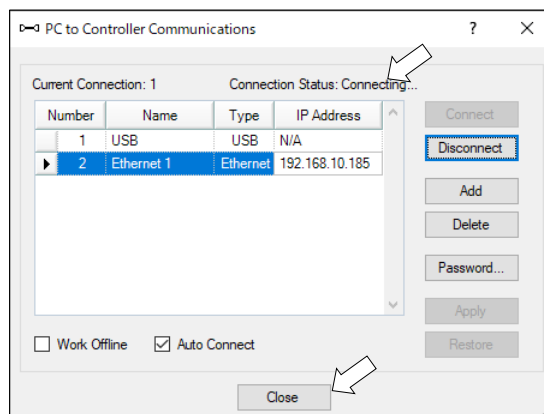 PC to Controller Communications ?
Current Connection: 1 Connection Status: Connecting...
Number Name Type IP Address Connect
1 USB USB N/A Disconnect
2 Ethernet 1 Ethernet 192.168.10.185
Add
Delete
Password...
Apply
Work Offline Auto Connect Restore
Close